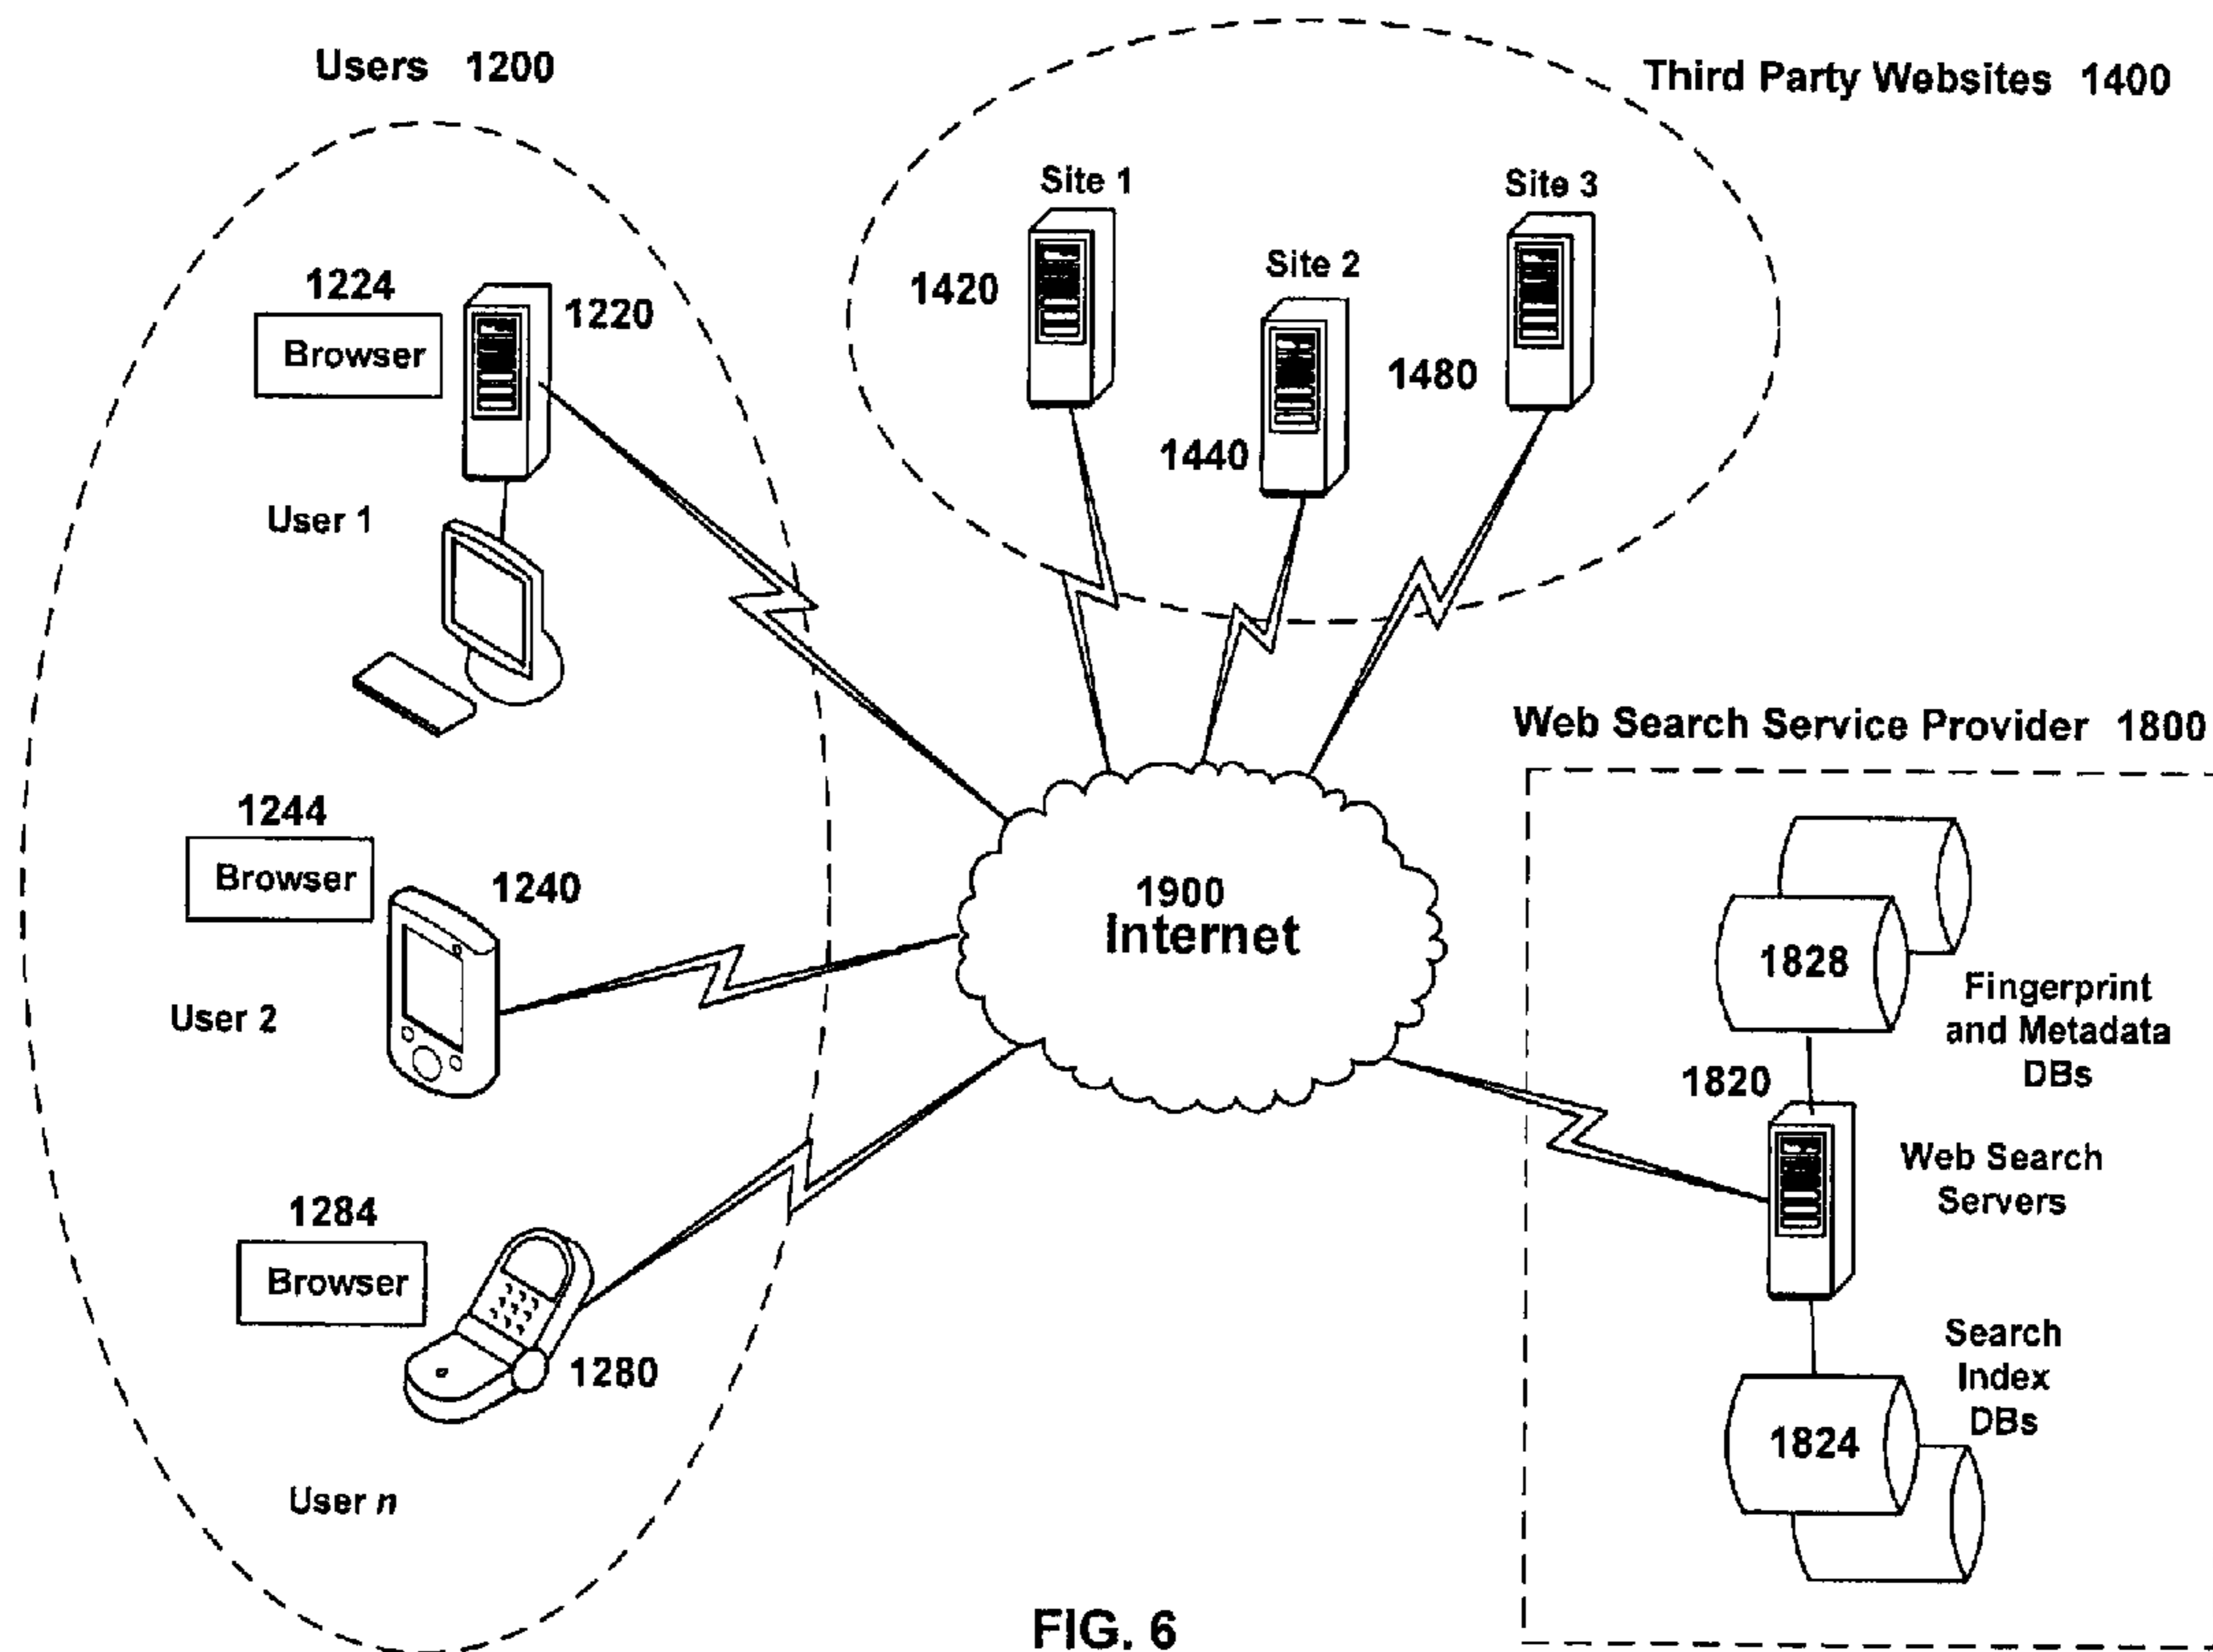 Users 1200
Third Party Websites 1400
Site 1
Site 3
Site 2
1224
1220
1420
Browser
1480
1440
User 1
Web Search Service Provider 1800
1244
Browser
1240
1900
Internet
1828
User 2
Fingerprint
and Metadata
DBs
1820
Web Search
Servers
1284
Browser
1280
Search
Index
DBs
1824
User n
FIG. 6